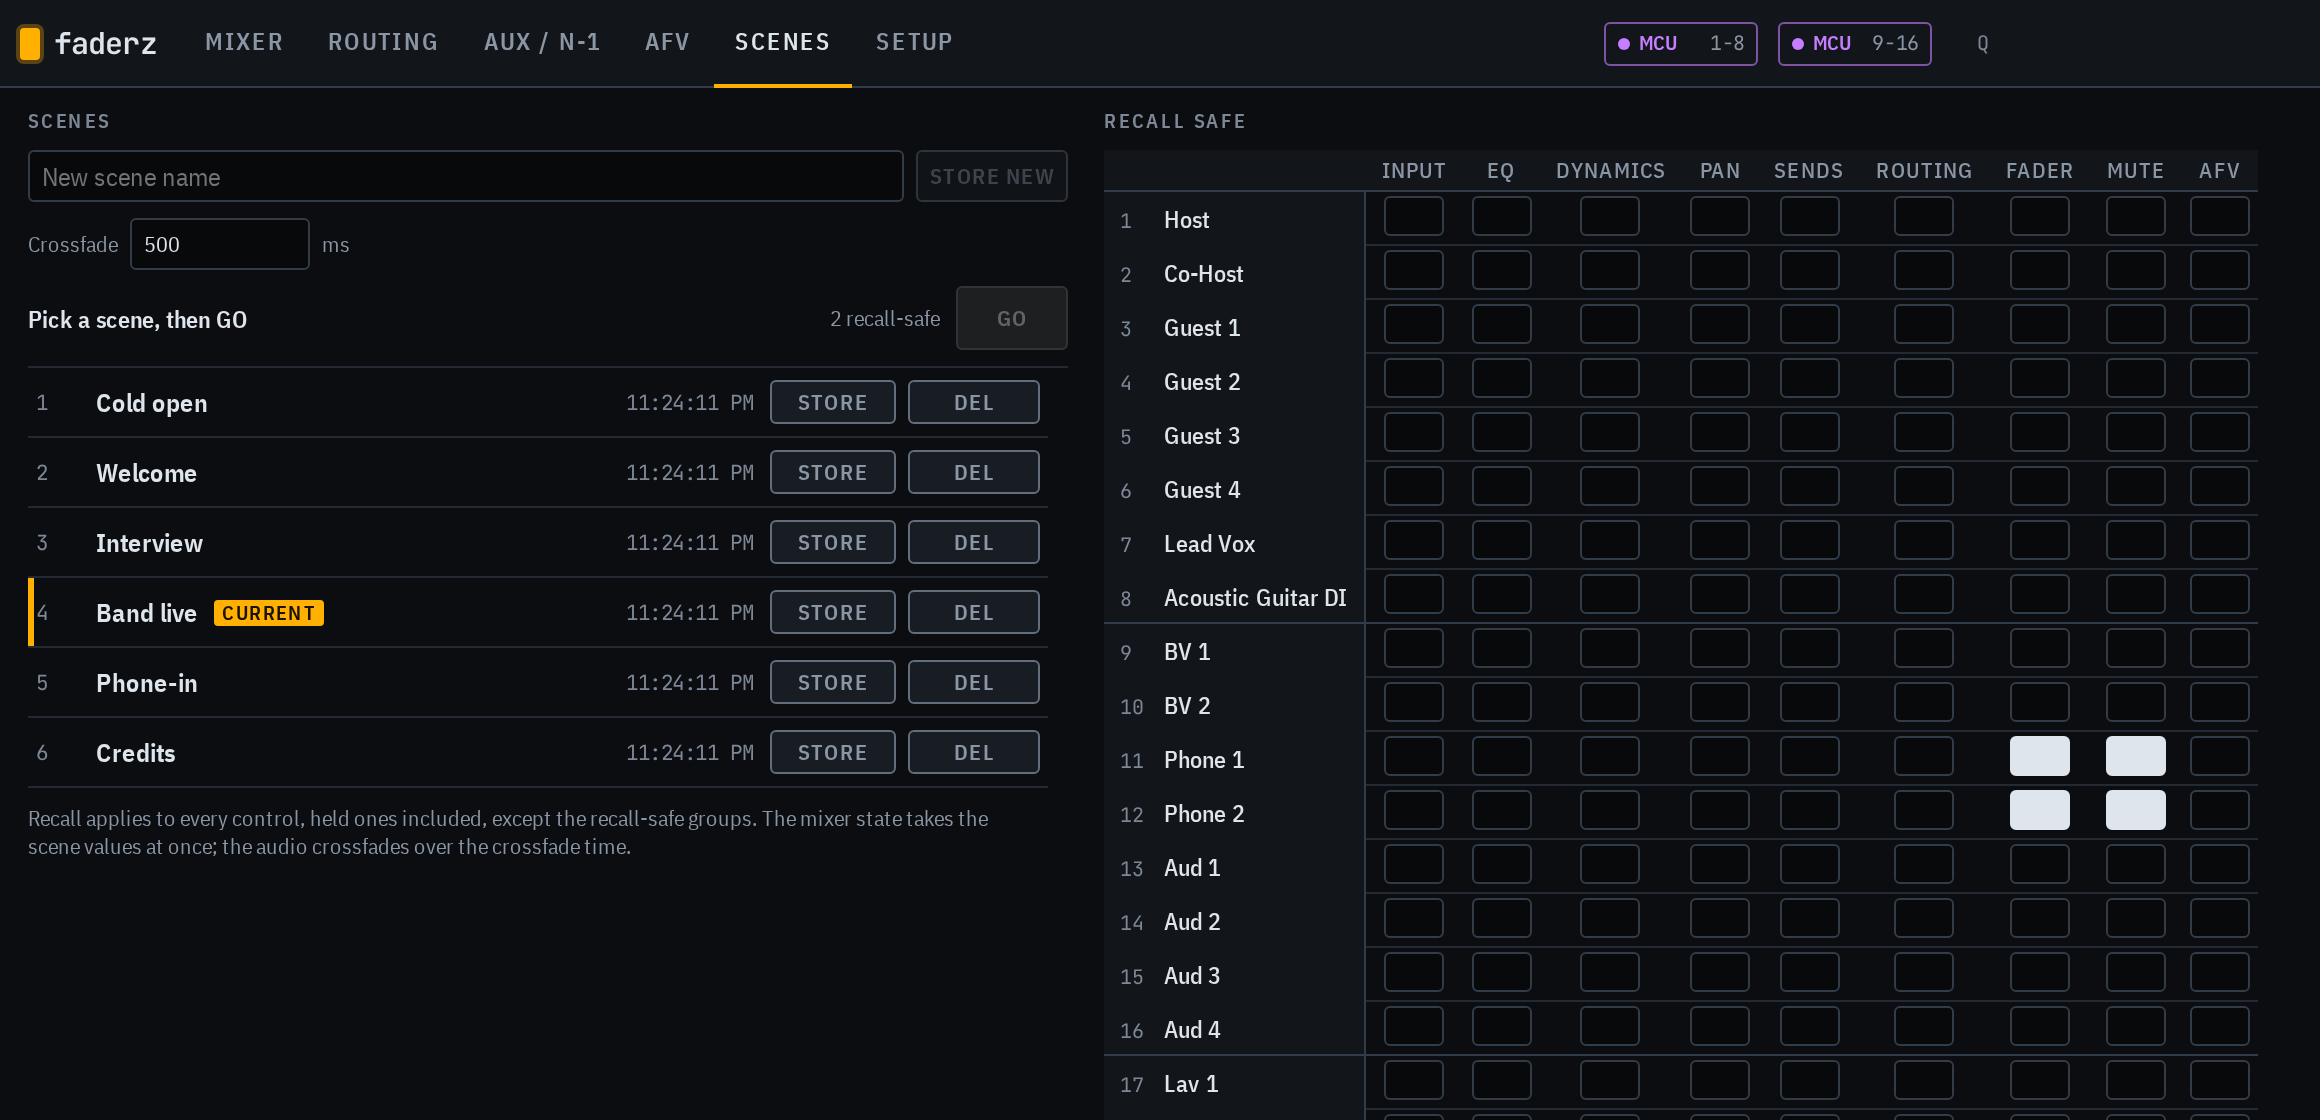 faderz MIXER ROUTING AUX / N-1 AFV SCENES SETUP MCU 1-8 MCU 9-16 Q
SCENES
New scene name STORE NEW
Crossfade 500 ms
Pick a scene, then GO 2 recall-safe GO
1 Cold open 11:24:11 PM STORE DEL
2 Welcome 11:24:11 PM STORE DEL
3 Interview 11:24:11 PM STORE DEL
4 Band live CURRENT 11:24:11 PM STORE DEL
5 Phone-in 11:24:11 PM STORE DEL
6 Credits 11:24:11 PM STORE DEL
Recall applies to every control, held ones included, except the recall-safe groups. The mixer state takes the
scene values at once; the audio crossfades over the crossfade time.
RECALL SAFE
INPUT EQ DYNAMICS PAN SENDS ROUTING FADER MUTE AFV
1 Host
2 Co-Host
3 Guest 1
4 Guest 2
5 Guest 3
6 Guest 4
7 Lead Vox
8 Acoustic Guitar DI
9 BV 1
10 BV 2
11 Phone 1
12 Phone 2
13 Aud 1
14 Aud 2
15 Aud 3
16 Aud 4
17 Lav 1